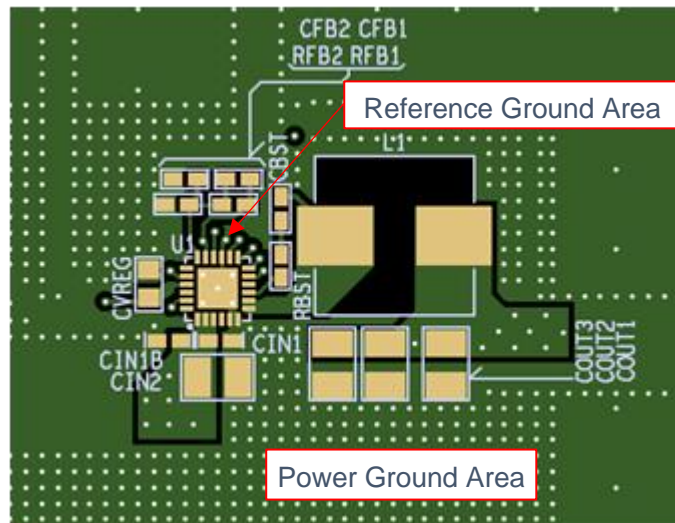 CFB2 CFB1
RFB2 RFB1
Reference Ground Area
CBST
L1
U1
CVREG
RBST
CIN1B
CIN1
CIN2
COUT3
COUT2
COUT1
Power Ground Area